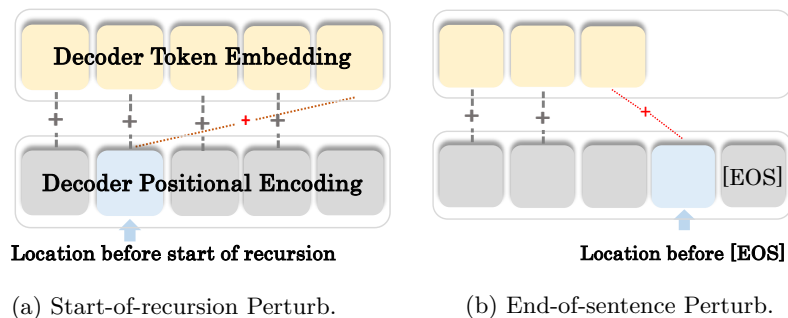 Decoder Token Embedding
+ + + + +
Decoder Positional Encoding
Location before start of recursion
(a) Start-of-recursion Perturb.
+ + +
[EOS]
Location before [EOS]
(b) End-of-sentence Perturb.